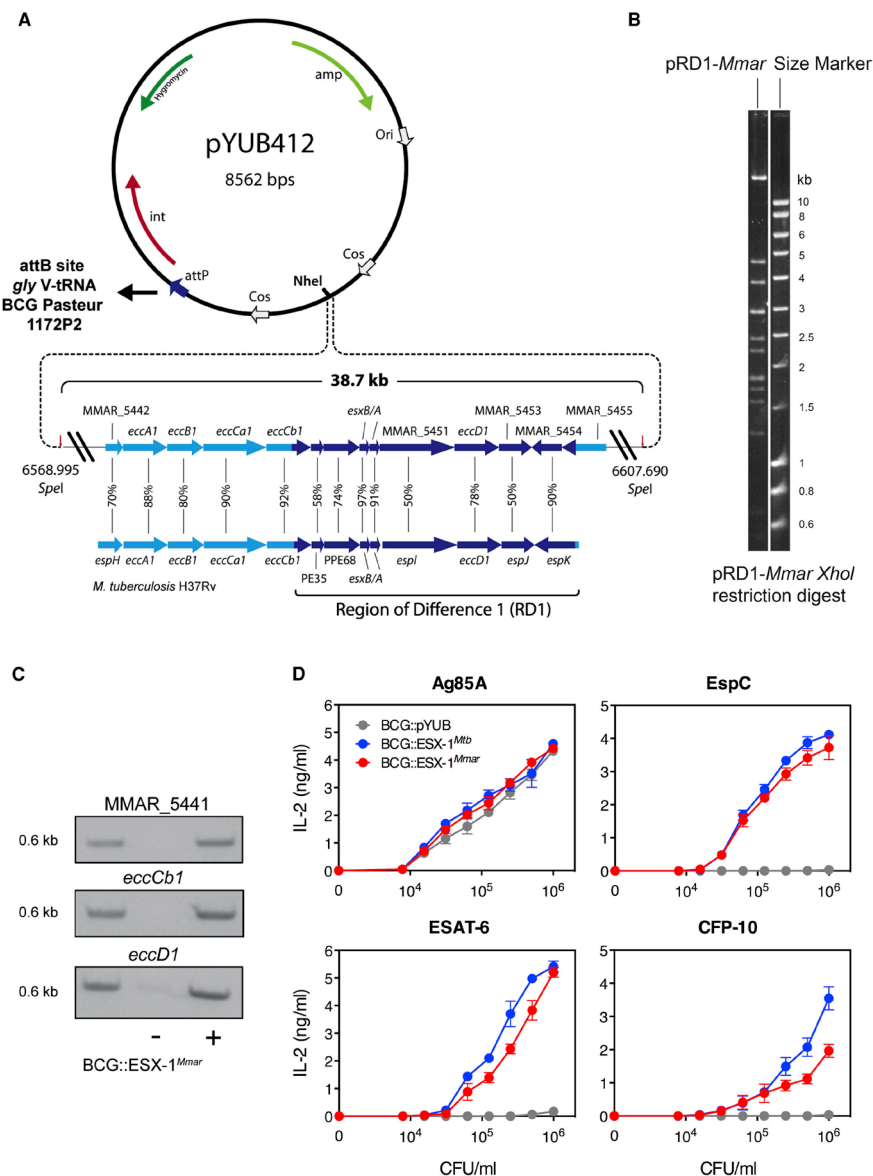 A
B
Hygromycin
amp
Ori
pYUB412
8562 bps
int
attP
Cos
Cos
NheI
attB site
gly V-tRNA
BCG Pasteur
1172P2
38.7 kb
MMAR_5442
eccA1
eccB1
eccCa1
eccCb1
esxB/A
MMAR_5451
eccD1
MMAR_5453
MMAR_5454
MMAR_5455
6568.995
SpeI
6607.690
SpeI
70%
88%
80%
90%
92%
58%
74%
97%
91%
50%
78%
50%
90%
espH
eccA1
eccB1
eccCa1
eccCb1
PE35
PPE68
esxB/A
espI
eccD1
espJ
espK
M. tuberculosis H37Rv
Region of Difference 1 (RD1)
pRD1-Mmar Size Marker
kb
10
8
6
5
4
3
2.5
2
1.5
1
0.8
0.6
pRD1-Mmar XhoI
restriction digest
C
MMAR_5441
0.6 kb
eccCb1
0.6 kb
eccD1
0.6 kb
- +
BCG::ESX-1Mmar
D
Ag85A
IL-2 (ng/ml)
6
5
4
3
2
1
0
BCG::pYUB
BCG::ESX-1Mtb
BCG::ESX-1Mmar
0 10⁴ 10⁵ 10⁶
EspC
5
4
3
2
1
0
0 10⁴ 10⁵ 10⁶
ESAT-6
IL-2 (ng/ml)
6
5
4
3
2
1
0
0 10⁴ 10⁵ 10⁶
CFU/ml
CFP-10
5
4
3
2
1
0
0 10⁴ 10⁵ 10⁶
CFU/ml